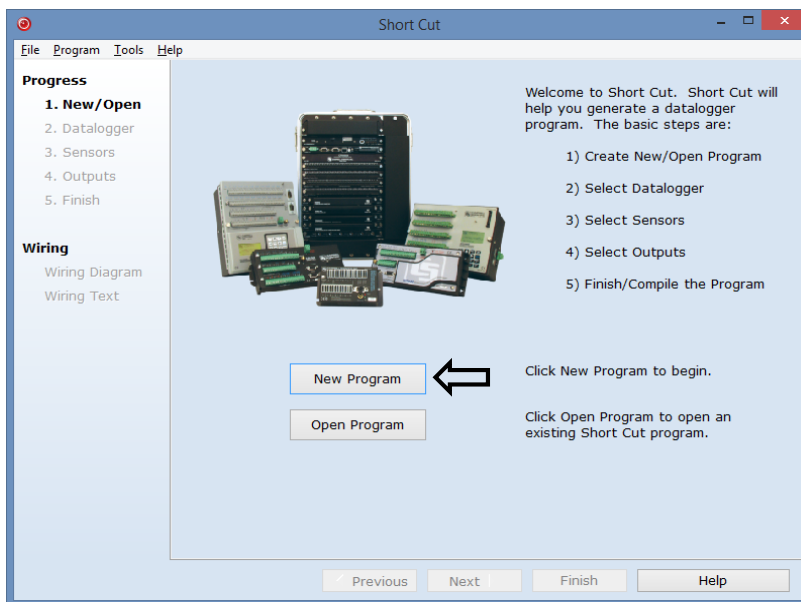 Short Cut
File Program Tools Help
Progress
1. New/Open
2. Datalogger
3. Sensors
4. Outputs
5. Finish
Wiring
Wiring Diagram
Wiring Text
Welcome to Short Cut. Short Cut will
help you generate a datalogger
program. The basic steps are:
1) Create New/Open Program
2) Select Datalogger
3) Select Sensors
4) Select Outputs
5) Finish/Compile the Program
New Program
Click New Program to begin.
Open Program
Click Open Program to open an
existing Short Cut program.
Previous Next Finish Help